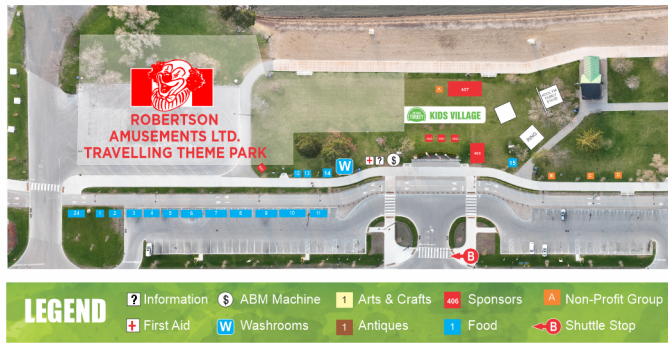 ROBERTSON
AMUSEMENTS LTD.
TRAVELLING THEME PARK
A
407
KIDS VILLAGE
W
?
$
15
12 13 14
24 1 2 3 4 5 6 7 8 9 10 11
B
LEGEND
? Information
$ ABM Machine
1 Arts & Crafts
406 Sponsors
A Non-Profit Group
First Aid
W Washrooms
1 Antiques
1 Food
B Shuttle Stop